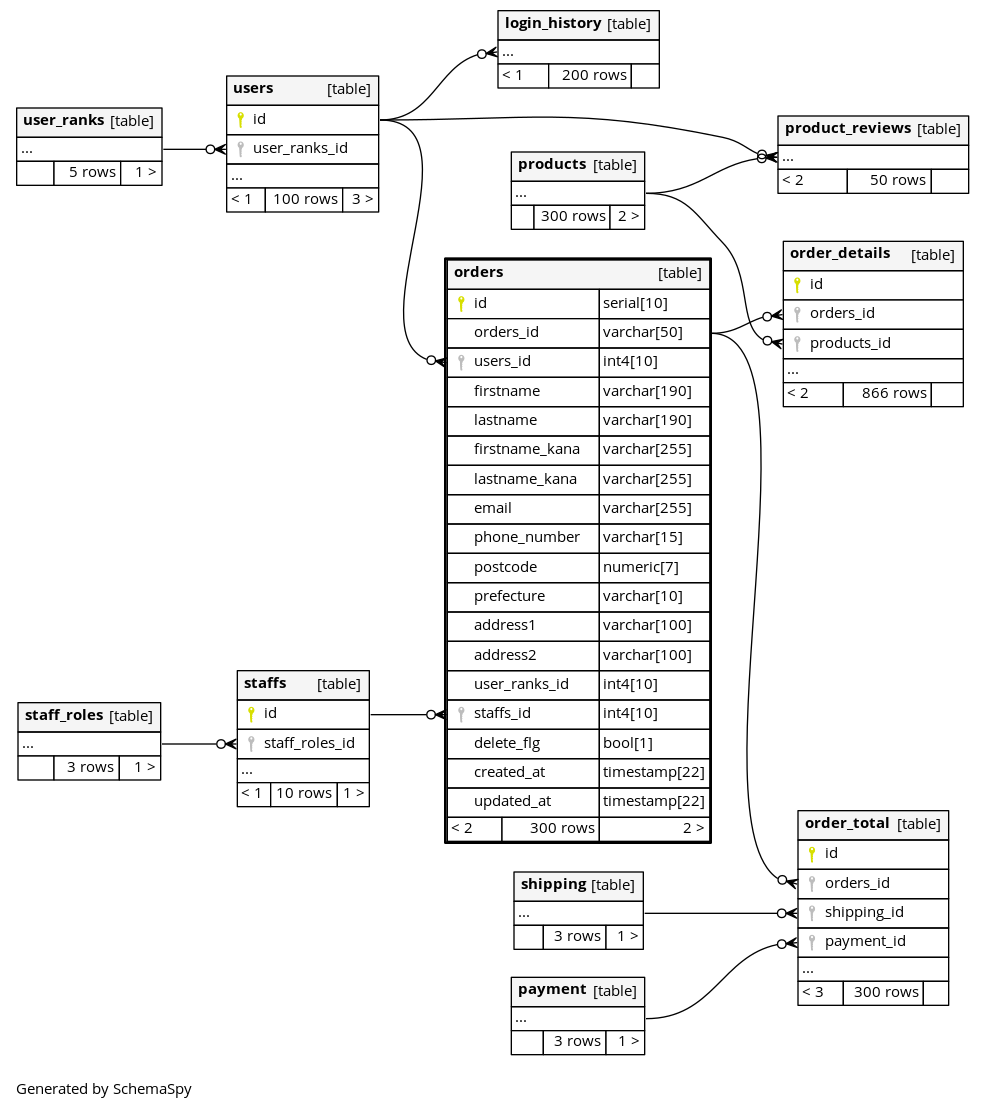 login_history [table]
...
< 1 200 rows
users [table]
id
user_ranks_id
...
< 1 100 rows 3 >
user_ranks [table]
...
5 rows 1 >
product_reviews [table]
...
< 2 50 rows
products [table]
...
300 rows 2 >
order_details [table]
id
orders_id
products_id
...
< 2 866 rows
orders [table]
id serial[10]
orders_id varchar[50]
users_id int4[10]
firstname varchar[190]
lastname varchar[190]
firstname_kana varchar[255]
lastname_kana varchar[255]
email varchar[255]
phone_number varchar[15]
postcode numeric[7]
prefecture varchar[10]
address1 varchar[100]
address2 varchar[100]
user_ranks_id int4[10]
staffs_id int4[10]
delete_flg bool[1]
created_at timestamp[22]
updated_at timestamp[22]
< 2 300 rows 2 >
staffs [table]
id
staff_roles_id
...
< 1 10 rows 1 >
staff_roles [table]
...
3 rows 1 >
order_total [table]
id
orders_id
shipping_id
payment_id
...
< 3 300 rows
shipping [table]
...
3 rows 1 >
payment [table]
...
3 rows 1 >
Generated by SchemaSpy